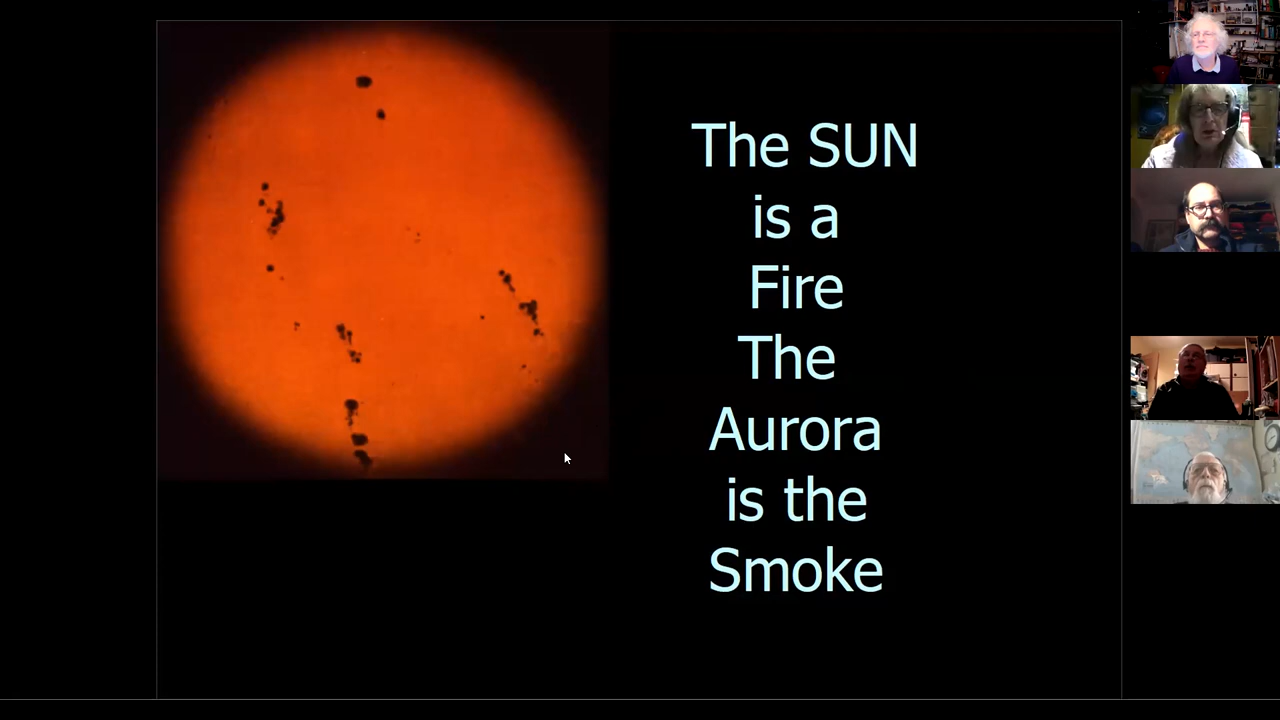 The SUN
is a
Fire
The
Aurora
is the
Smoke